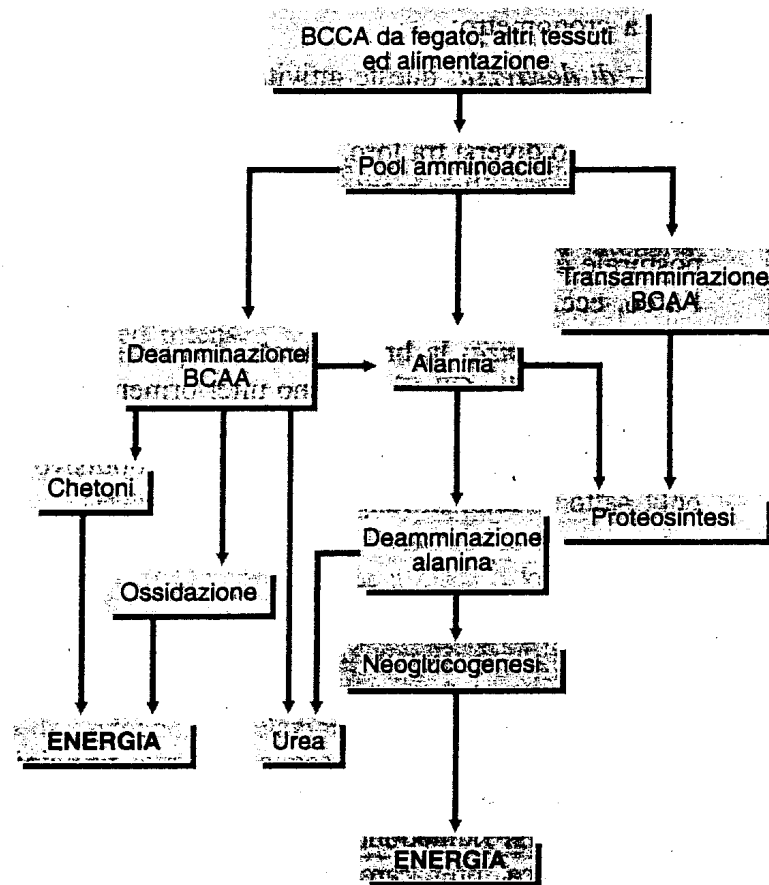 BCCA da fegato, altri tessuti
ed alimentazione
Pool amminoacidi
Transamminazione
BCAA
Deamminazione
BCAA
Alanina
Chetoni
Proteosintesi
Deamminazione
alanina
Ossidazione
Neoglucogenesi
ENERGIA
Urea
ENERGIA